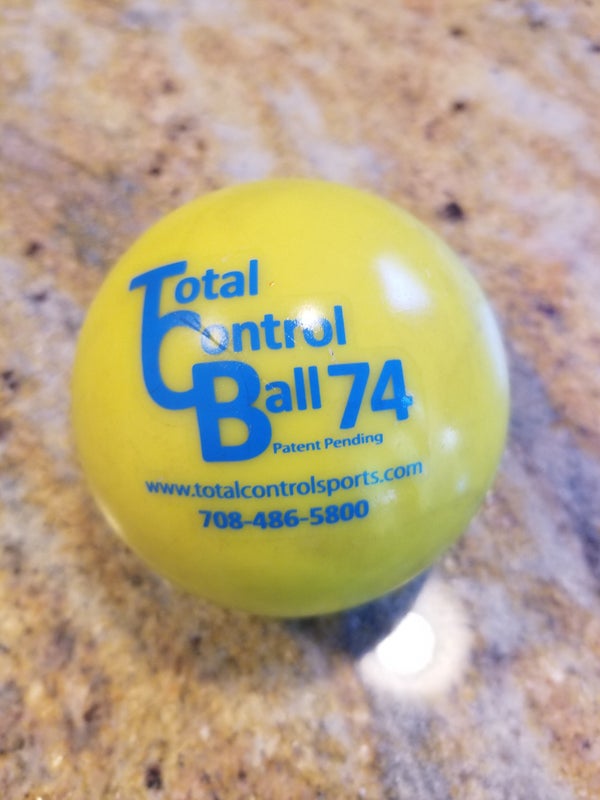 Total
Control
Ball 74
Patent Pending
www.totalcontrolsports.com
708-486-5800